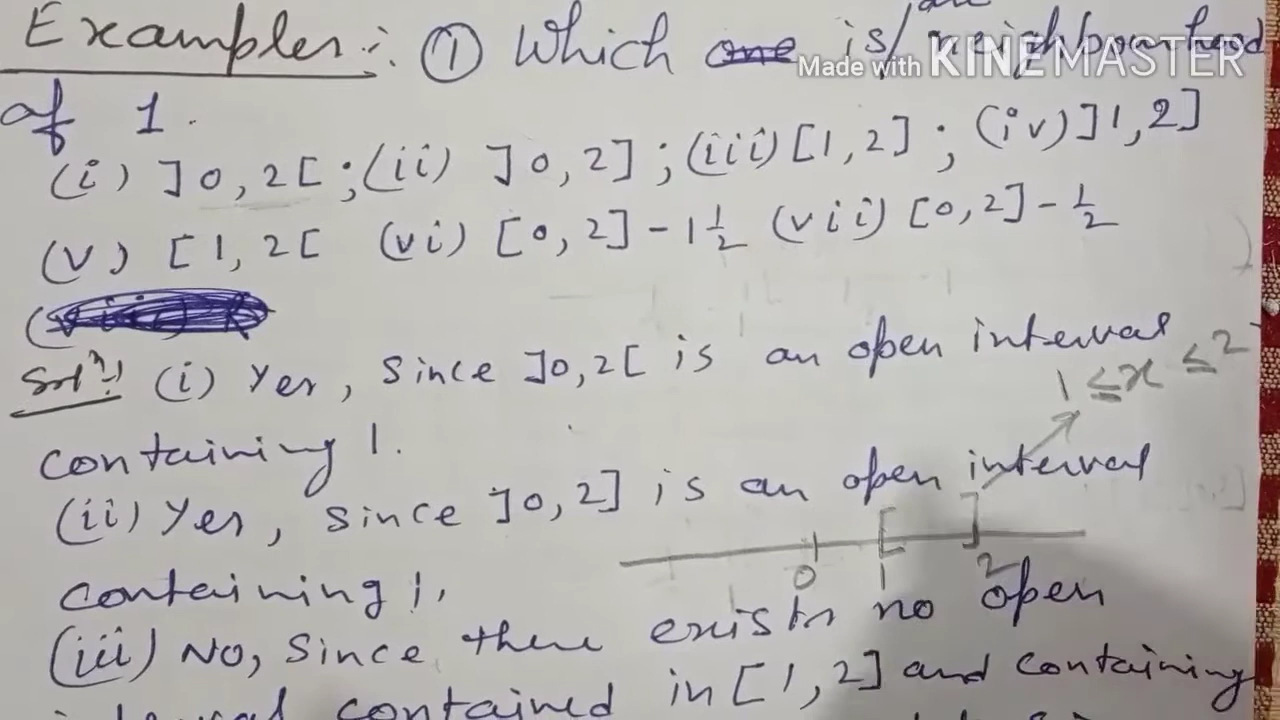 Examples :- ① Which is/are neighbourhood
of 1.
(i) ]0,2[ ; (ii) ]0,2] ; (iii) [1,2] ; (iv) ]1,2]
(v) [1,2[ (vi) [0,2] - 1½ (vii) [0,2] - ½
Made with KINEMASTER
Solⁿ:- (i) Yes, since ]0,2[ is an open interval
1 ≤ x ≤ 2
containing 1.
(ii) Yes, since ]0,2] is an open interval
containing 1.
0 1 2
(iii) No, since there exists no open
interval contained in [1,2] and containing